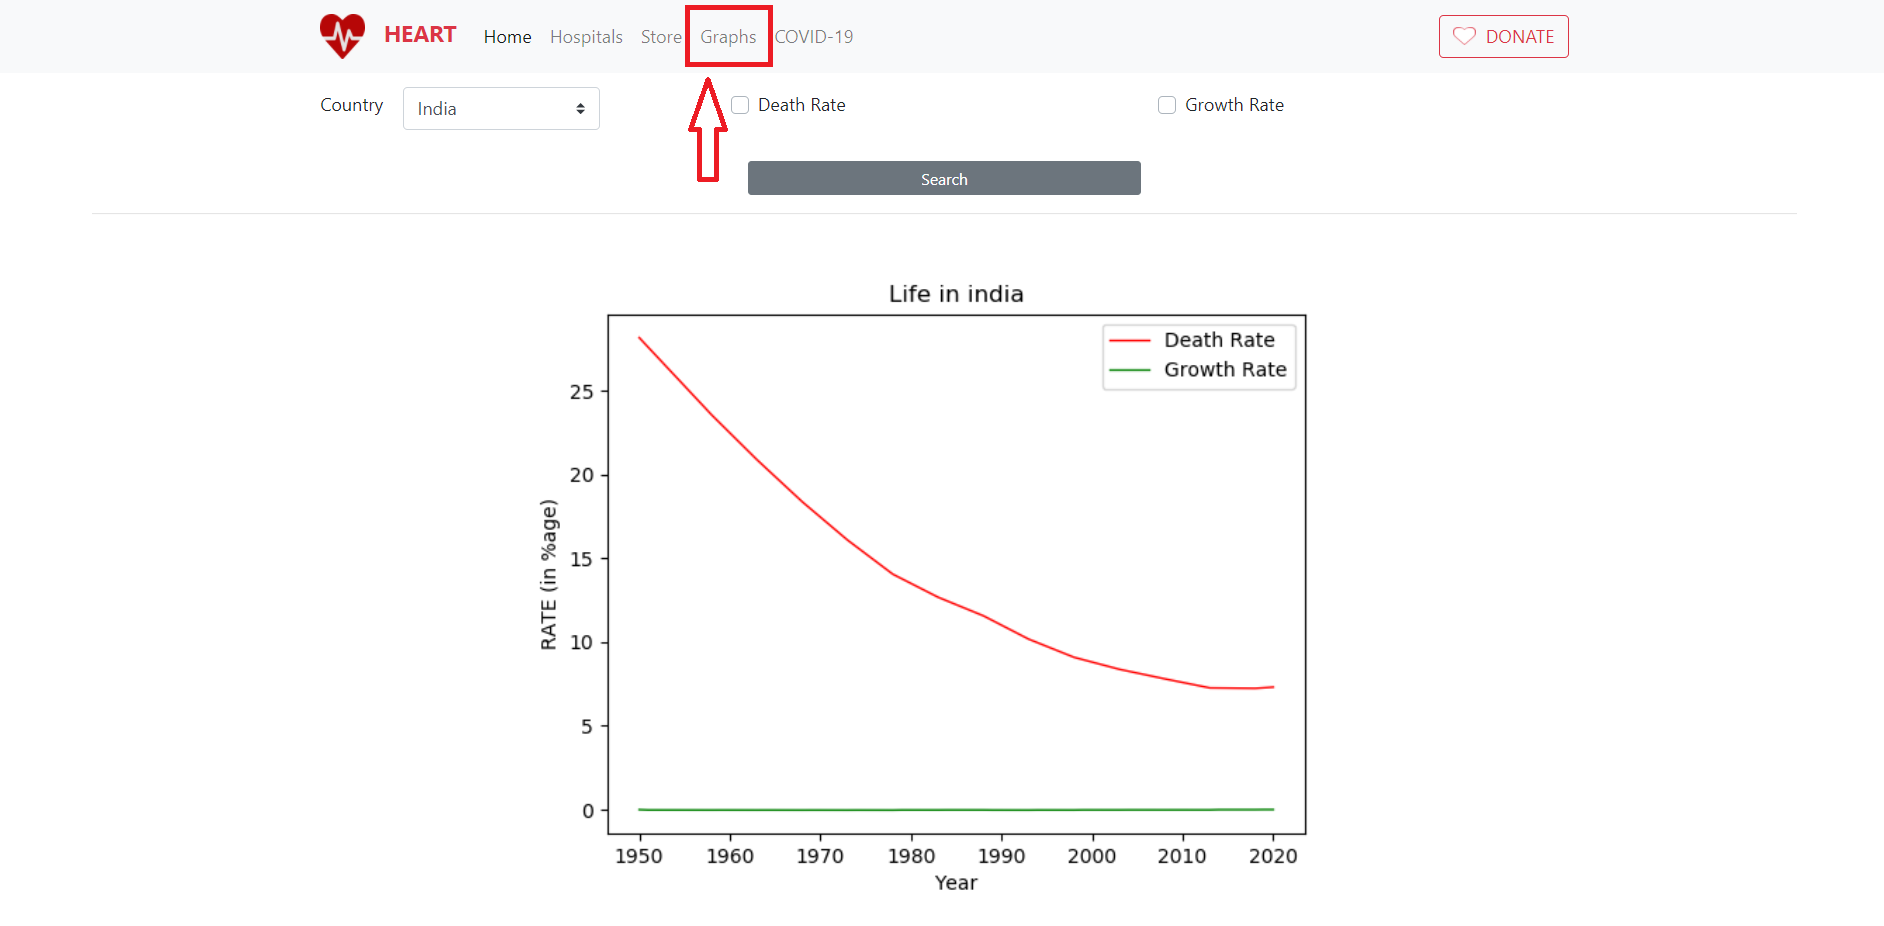 HEART Home Hospitals Store Graphs COVID-19 DONATE
Country India Death Rate Growth Rate
Search
Life in india
Death Rate
Growth Rate
RATE (in %age)
25
20
15
10
5
0
1950 1960 1970 1980 1990 2000 2010 2020
Year